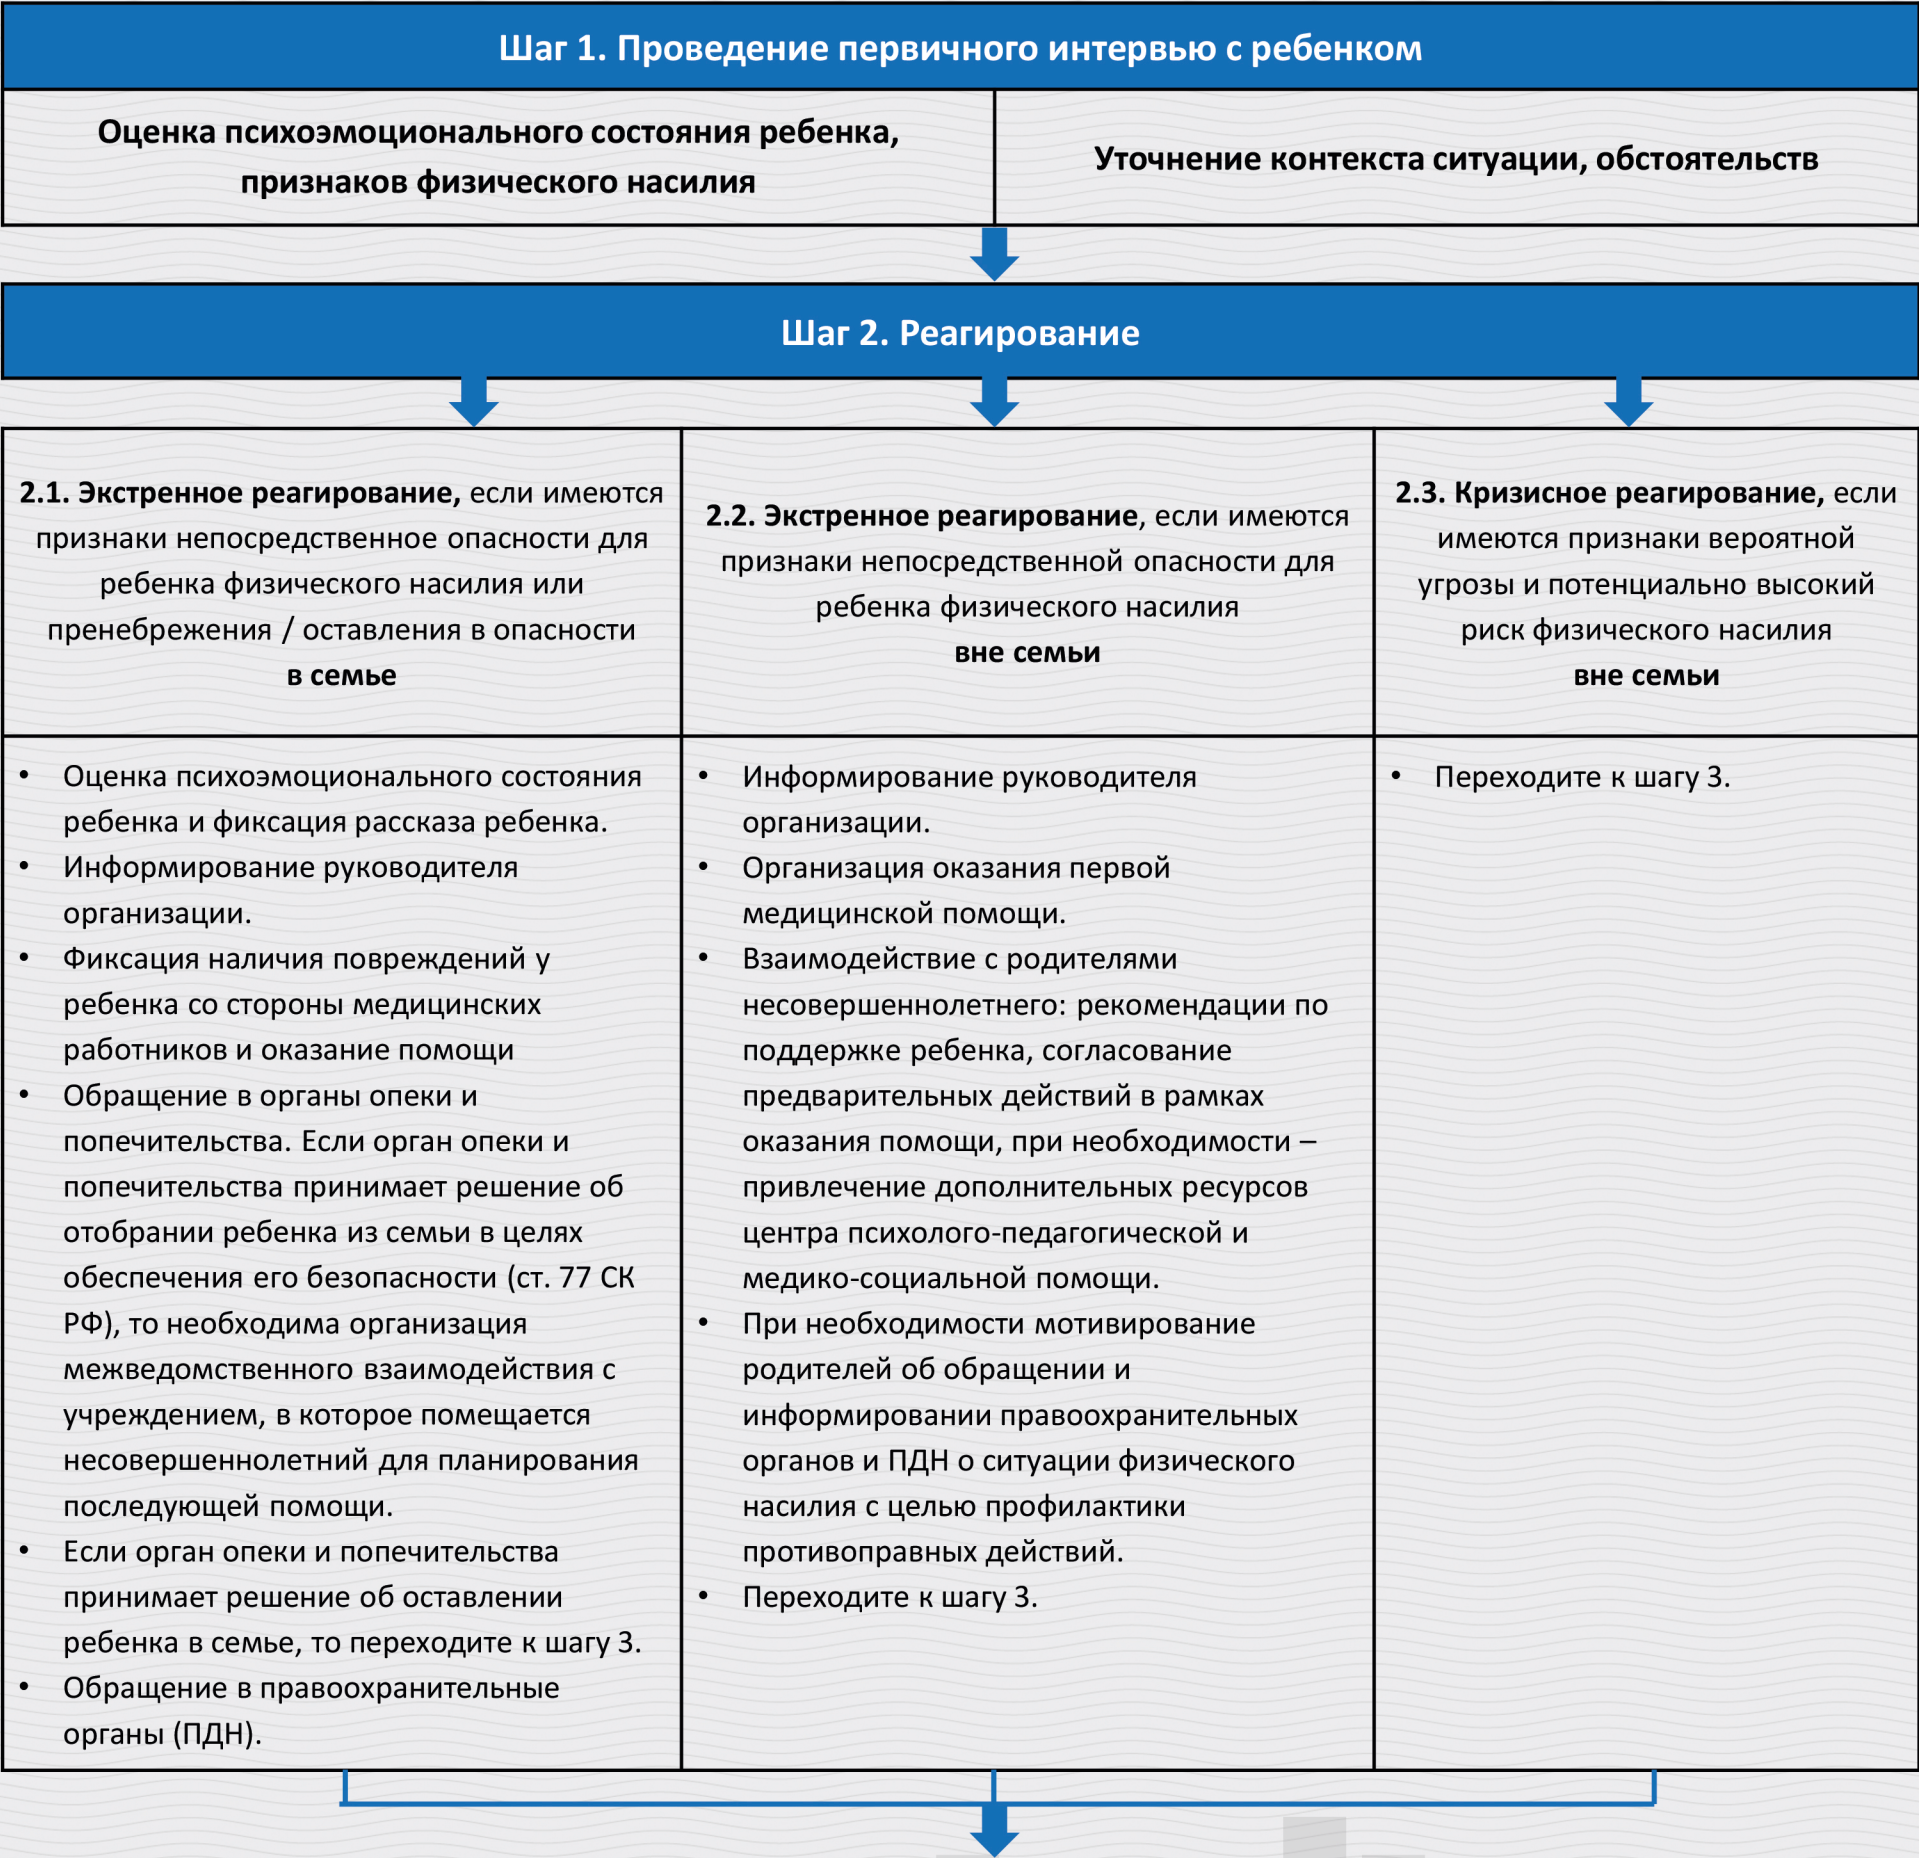 Шаг 1. Проведение первичного интервью с ребенком
Оценка психоэмоционального состояния ребенка,
признаков физического насилия
Уточнение контекста ситуации, обстоятельств
Шаг 2. Реагирование
2.1. Экстренное реагирование, если имеются
признаки непосредственное опасности для
ребенка физического насилия или
пренебрежения / оставления в опасности
в семье
2.2. Экстренное реагирование, если имеются
признаки непосредственной опасности для
ребенка физического насилия
вне семьи
2.3. Кризисное реагирование, если
имеются признаки вероятной
угрозы и потенциально высокий
риск физического насилия
вне семьи
• Оценка психоэмоционального состояния
ребенка и фиксация рассказа ребенка.
• Информирование руководителя
организации.
• Фиксация наличия повреждений у
ребенка со стороны медицинских
работников и оказание помощи
• Обращение в органы опеки и
попечительства. Если орган опеки и
попечительства принимает решение об
отобрании ребенка из семьи в целях
обеспечения его безопасности (ст. 77 СК
РФ), то необходима организация
межведомственного взаимодействия с
учреждением, в которое помещается
несовершеннолетний для планирования
последующей помощи.
• Если орган опеки и попечительства
принимает решение об оставлении
ребенка в семье, то переходите к шагу 3.
• Обращение в правоохранительные
органы (ПДН).
• Информирование руководителя
организации.
• Организация оказания первой
медицинской помощи.
• Взаимодействие с родителями
несовершеннолетнего: рекомендации по
поддержке ребенка, согласование
предварительных действий в рамках
оказания помощи, при необходимости –
привлечение дополнительных ресурсов
центра психолого-педагогической и
медико-социальной помощи.
• При необходимости мотивирование
родителей об обращении и
информировании правоохранительных
органов и ПДН о ситуации физического
насилия с целью профилактики
противоправных действий.
• Переходите к шагу 3.
• Переходите к шагу 3.